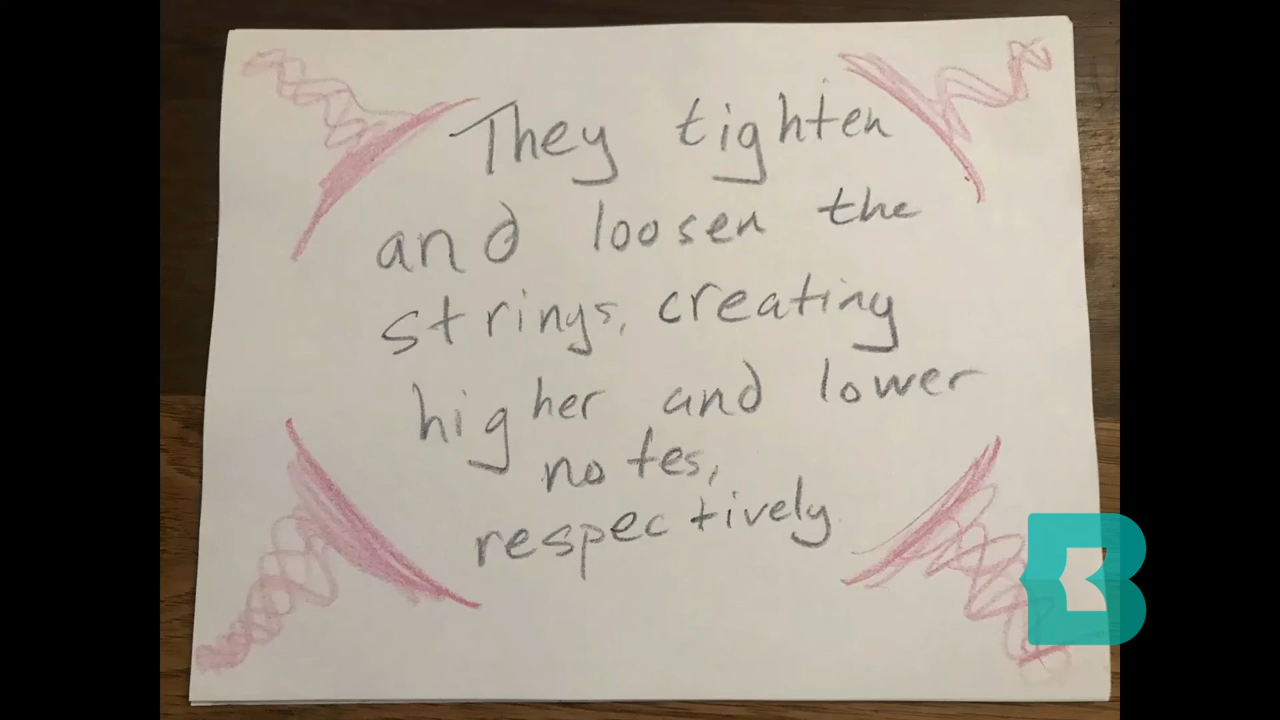 They tighten
and loosen the
strings, creating
higher and lower
notes,
respectively